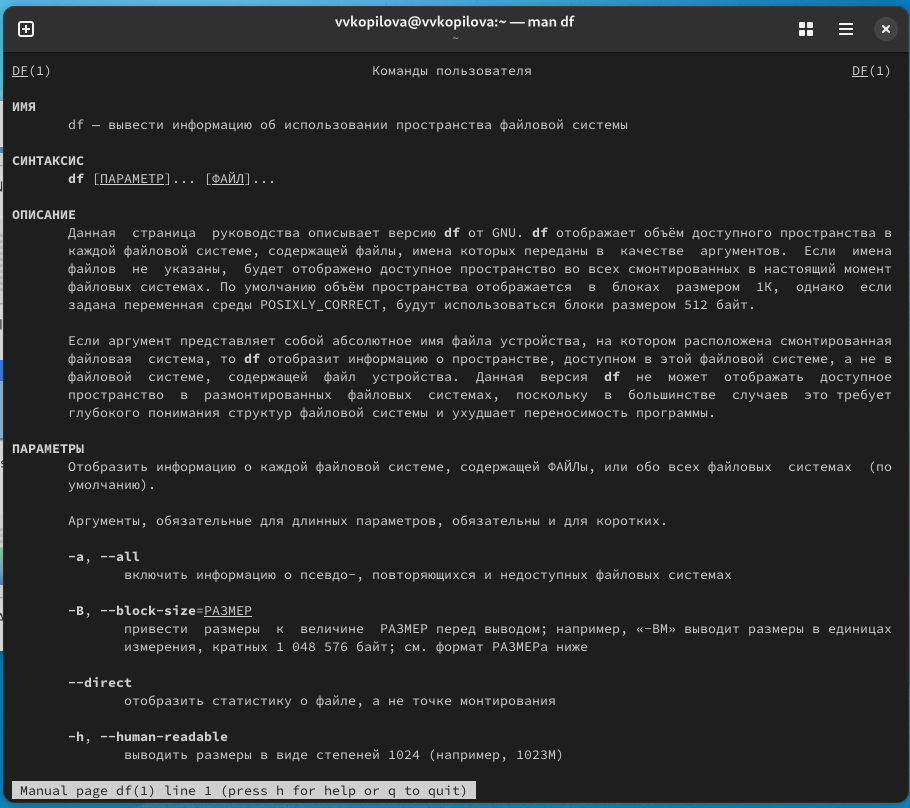 vvkopilova@vvkopilova:~ — man df
~
DF(1) Команды пользователя DF(1)
ИМЯ
df — вывести информацию об использовании пространства файловой системы
СИНТАКСИС
df [ПАРАМЕТР]... [ФАЙЛ]...
ОПИСАНИЕ
Данная страница руководства описывает версию df от GNU. df отображает объём доступного пространства в
каждой файловой системе, содержащей файлы, имена которых переданы в качестве аргументов. Если имена
файлов не указаны, будет отображено доступное пространство во всех смонтированных в настоящий момент
файловых системах. По умолчанию объём пространства отображается в блоках размером 1K, однако если
задана переменная среды POSIXLY_CORRECT, будут использоваться блоки размером 512 байт.
Если аргумент представляет собой абсолютное имя файла устройства, на котором расположена смонтированная
файловая система, то df отобразит информацию о пространстве, доступном в этой файловой системе, а не в
файловой системе, содержащей файл устройства. Данная версия df не может отображать доступное
пространство в размонтированных файловых системах, поскольку в большинстве случаев это требует
глубокого понимания структур файловой системы и ухудшает переносимость программы.
ПАРАМЕТРЫ
Отобразить информацию о каждой файловой системе, содержащей ФАЙЛы, или обо всех файловых системах (по
умолчанию).
Аргументы, обязательные для длинных параметров, обязательны и для коротких.
-a, --all
включить информацию о псевдо-, повторяющихся и недоступных файловых системах
-B, --block-size=РАЗМЕР
привести размеры к величине РАЗМЕР перед выводом; например, «-BM» выводит размеры в единицах
измерения, кратных 1 048 576 байт; см. формат РАЗМЕРа ниже
--direct
отобразить статистику о файле, а не точке монтирования
-h, --human-readable
выводить размеры в виде степеней 1024 (например, 1023M)
Manual page df(1) line 1 (press h for help or q to quit)